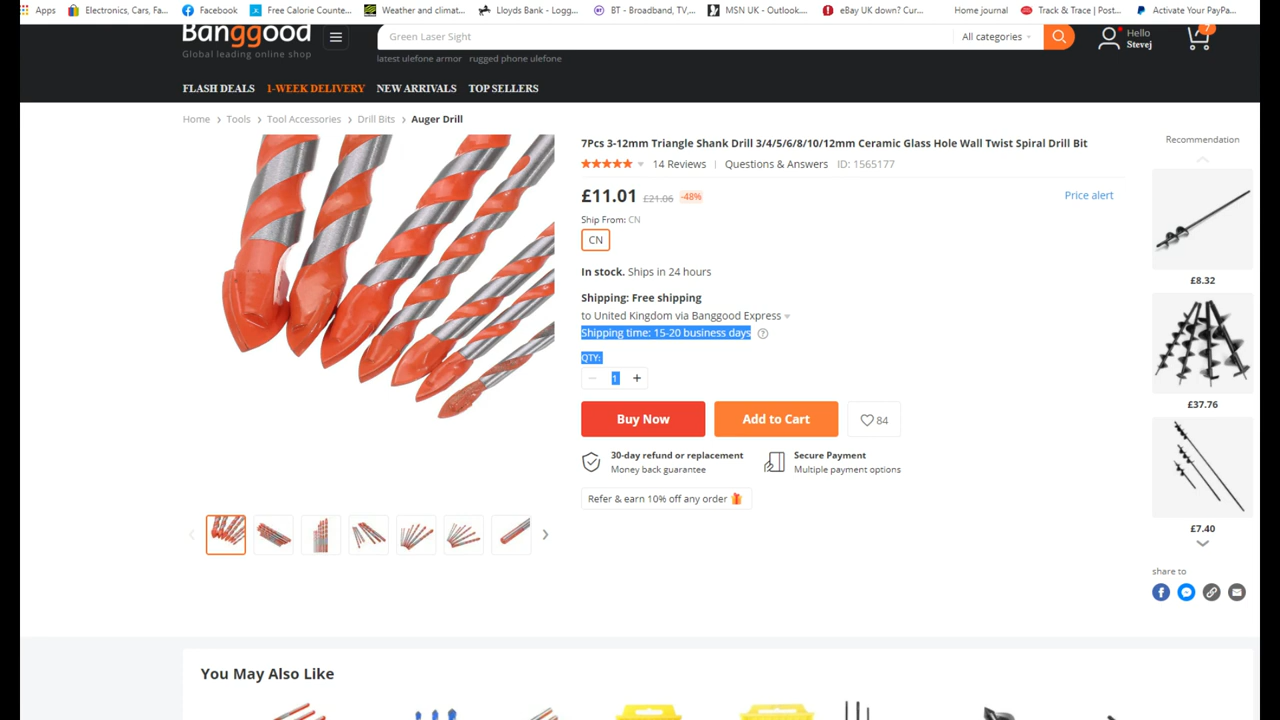 Apps Electronics, Cars, Fa... Facebook Free Calorie Counte... Weather and climat... Lloyds Bank - Logg... BT - Broadband, TV,... MSN UK - Outlook.... eBay UK down? Cur... Home journal Track & Trace | Post... Activate Your PayPa...
Banggood
Global leading online shop
Green Laser Sight
All categories
Hello
Stevej
7
latest ulefone armor rugged phone ulefone
FLASH DEALS 1-WEEK DELIVERY NEW ARRIVALS TOP SELLERS
Home > Tools > Tool Accessories > Drill Bits > Auger Drill
7Pcs 3-12mm Triangle Shank Drill 3/4/5/6/8/10/12mm Ceramic Glass Hole Wall Twist Spiral Drill Bit
14 Reviews | Questions & Answers ID: 1565177
£11.01 £21.06 -48%
Price alert
Ship From: CN
CN
In stock. Ships in 24 hours
Shipping: Free shipping
to United Kingdom via Banggood Express
Shipping time: 15-20 business days ?
QTY:
− 1 +
Buy Now
Add to Cart
84
30-day refund or replacement
Money back guarantee
Secure Payment
Multiple payment options
Refer & earn 10% off any order
Recommendation
£8.32
£37.76
£7.40
share to
You May Also Like